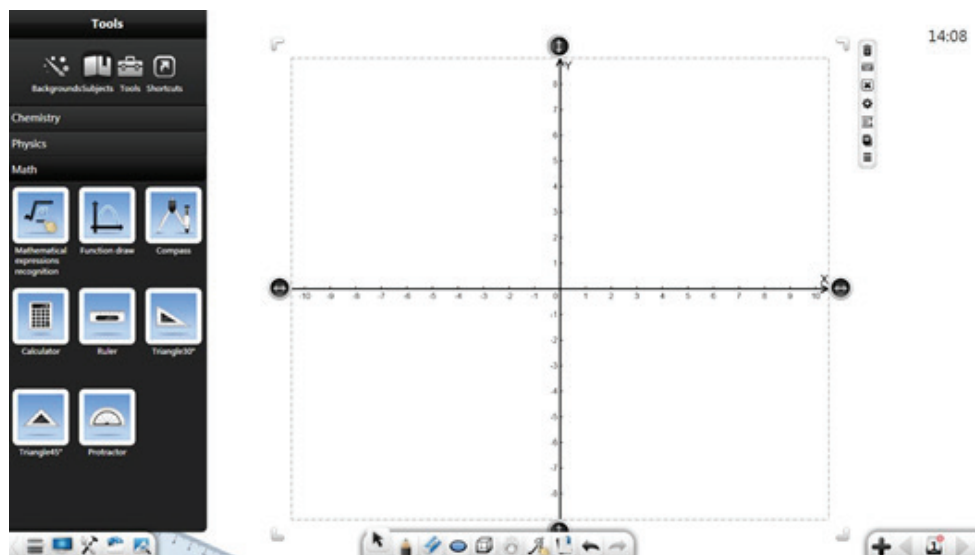 Tools
Backgrounds Subjects Tools Shortcuts
Chemistry
Physics
Math
Mathematical expressions recognition
Function draw
Compass
Calculator
Ruler
Triangle30°
Triangle45°
Protractor
14:08
Y
8
7
6
5
4
3
2
1
X
-10 -9 -8 -7 -6 -5 -4 -3 -2 -1 0 1 2 3 4 5 6 7 8 9 10
-1
-2
-3
-4
-5
-6
-7
-8
1